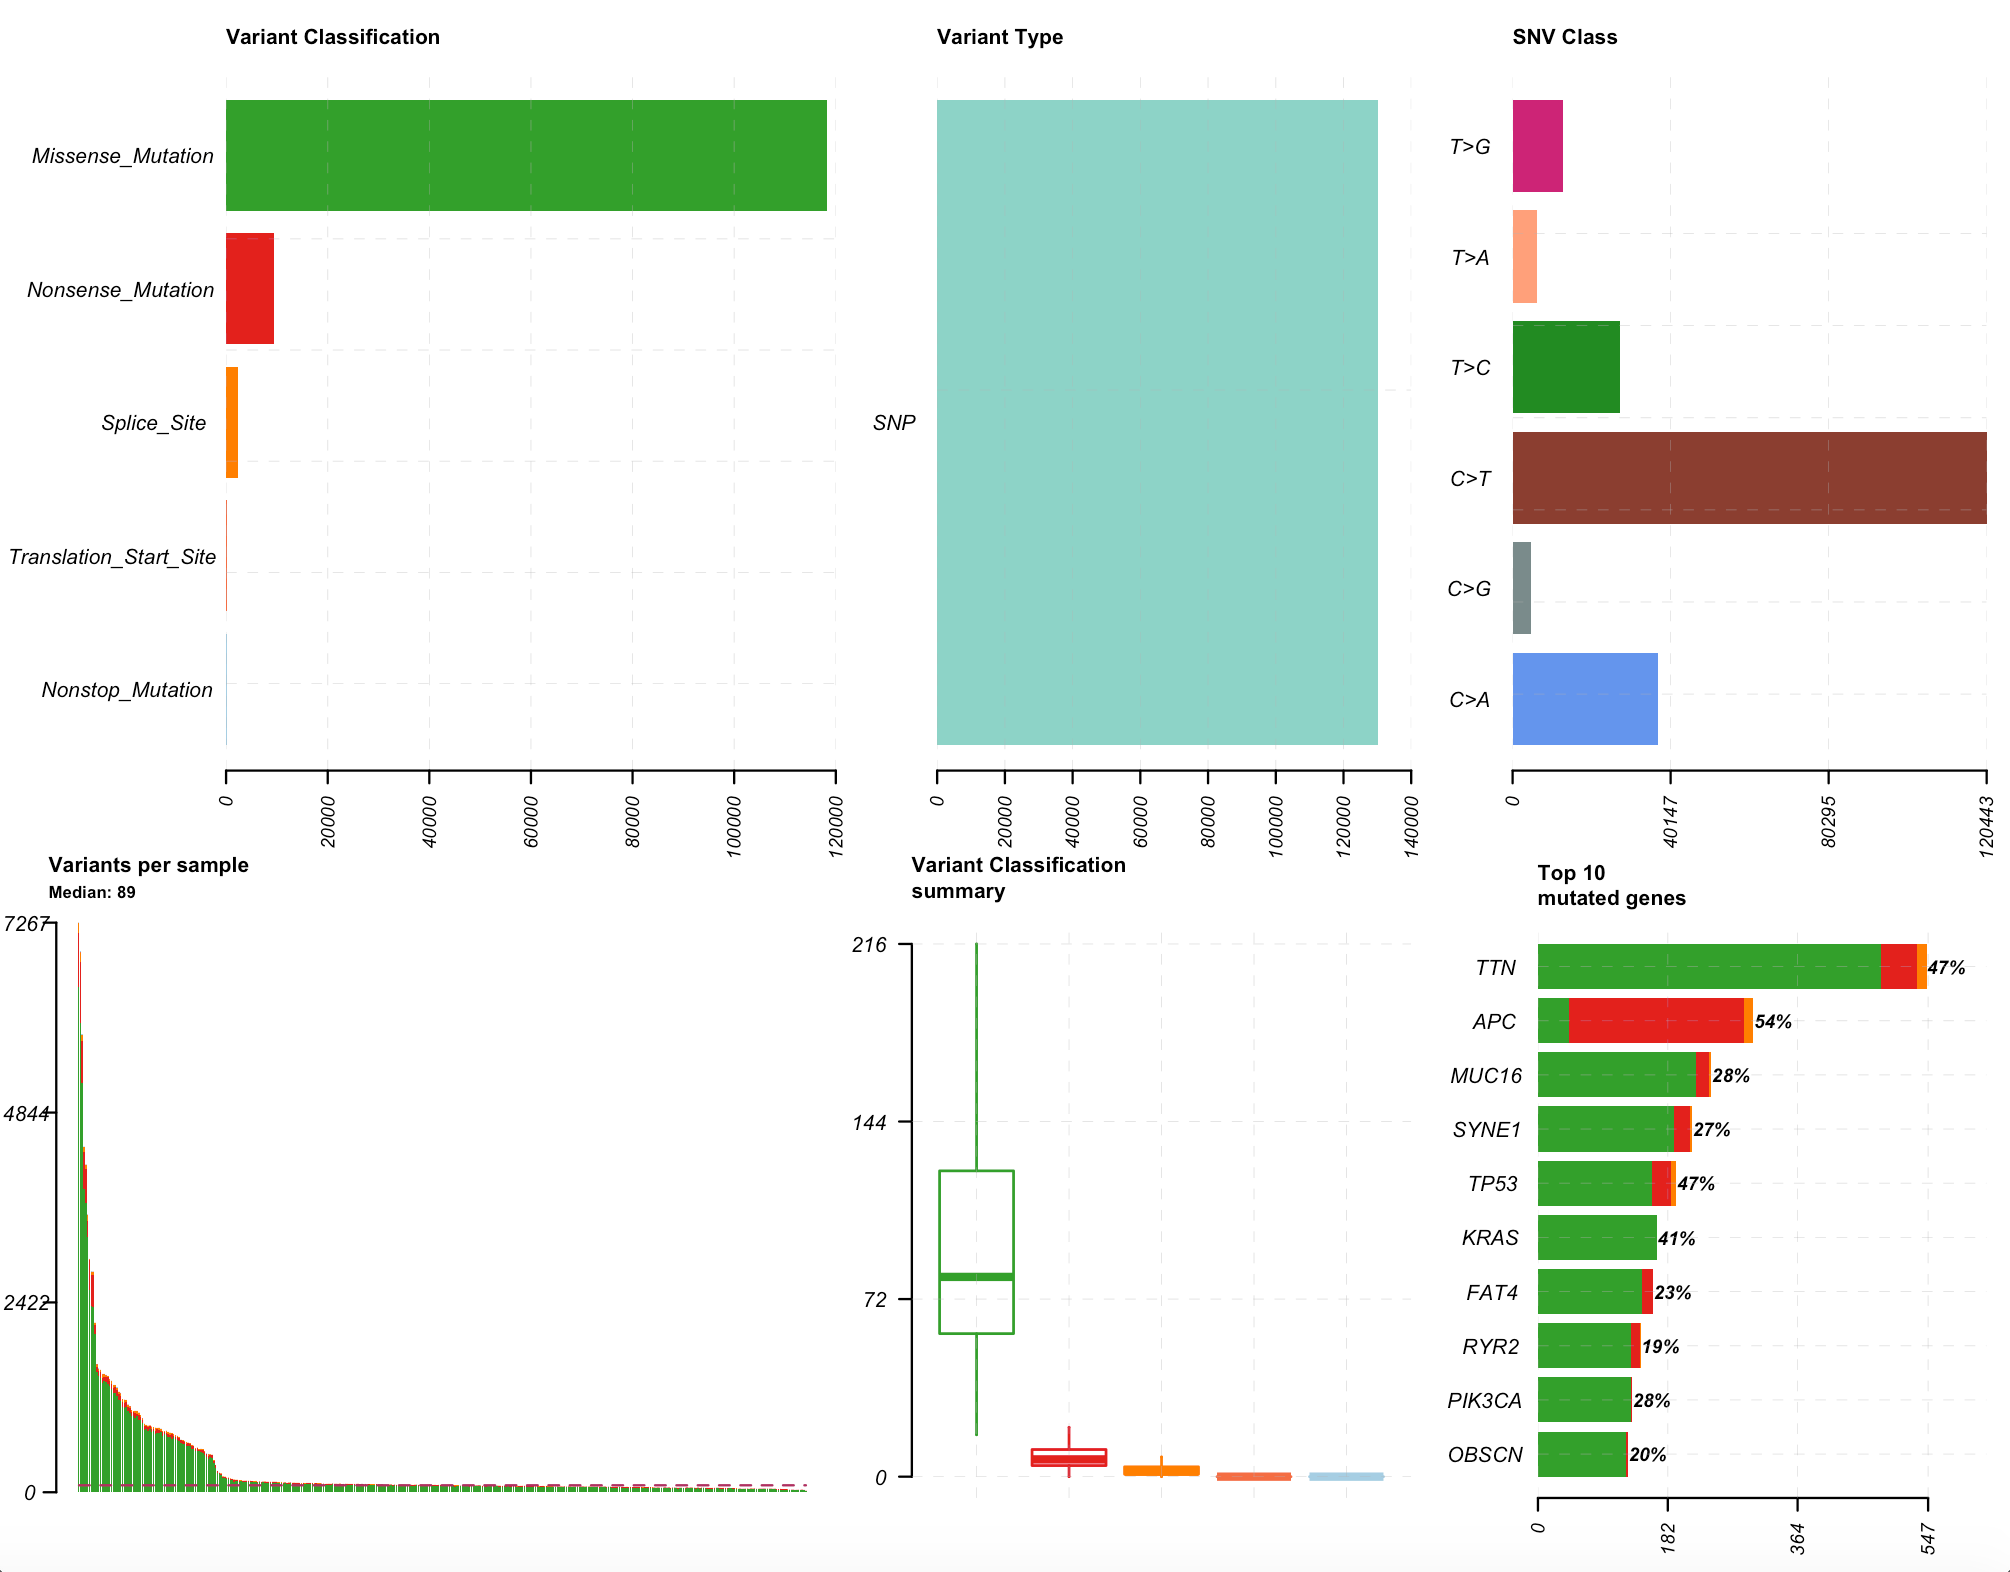 Variant Classification
Missense_Mutation
Nonsense_Mutation
Splice_Site
Translation_Start_Site
Nonstop_Mutation
0
20000
40000
60000
80000
100000
120000
Variant Type
SNP
0
20000
40000
60000
80000
100000
120000
140000
SNV Class
T>G
T>A
T>C
C>T
C>G
C>A
0
40147
80295
120443
Variants per sample
Median: 89
7267
4844
2422
0
Variant Classification
summary
216
144
72
0
Top 10
mutated genes
TTN 47%
APC 54%
MUC16 28%
SYNE1 27%
TP53 47%
KRAS 41%
FAT4 23%
RYR2 19%
PIK3CA 28%
OBSCN 20%
0
182
364
547